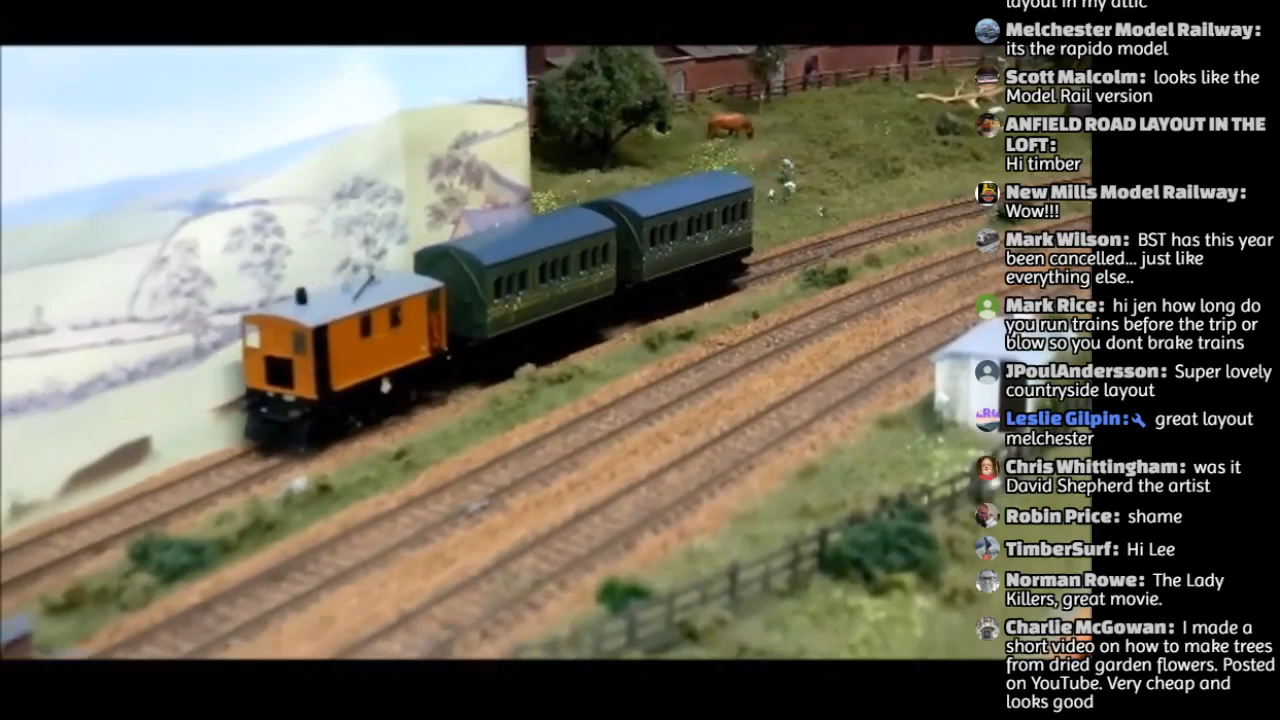 layout in my attic
Melchester Model Railway:
its the rapido model
Scott Malcolm: looks like the
Model Rail version
ANFIELD ROAD LAYOUT IN THE
LOFT:
Hi timber
New Mills Model Railway:
Wow!!!
Mark Wilson: BST has this year
been cancelled... just like
everything else..
Mark Rice: hi jen how long do
you run trains before the trip or
blow so you dont brake trains
JPoulAndersson: Super lovely
countryside layout
Leslie Gilpin: great layout
melchester
Chris Whittingham: was it
David Shepherd the artist
Robin Price: shame
TimberSurf: Hi Lee
Norman Rowe: The Lady
Killers, great movie.
Charlie McGowan: I made a
short video on how to make trees
from dried garden flowers. Posted
on YouTube. Very cheap and
looks good